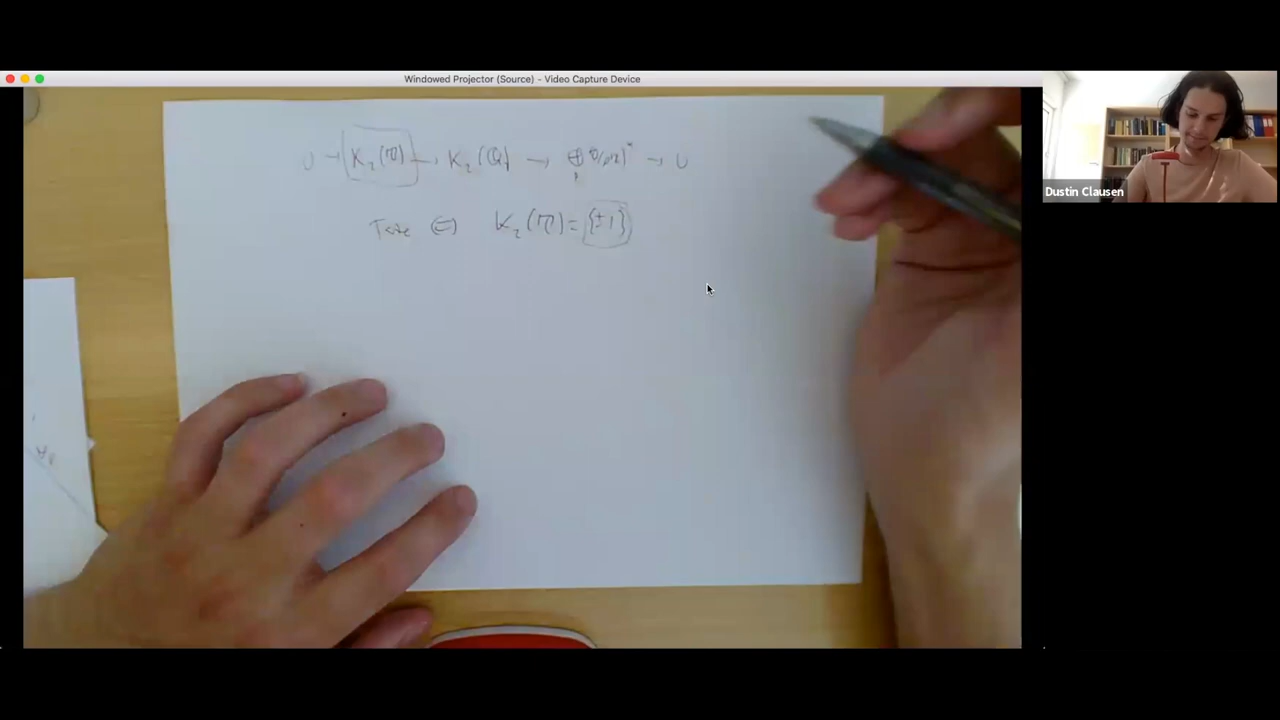 Windowed Projector (Source) - Video Capture Device
Dustin Clausen
0 → K₂(ℤ) → K₂(ℚ) → ⊕ₚ (ℤ/pℤ)* → 0
Tate ⇔ K₂(ℤ) = {±1}